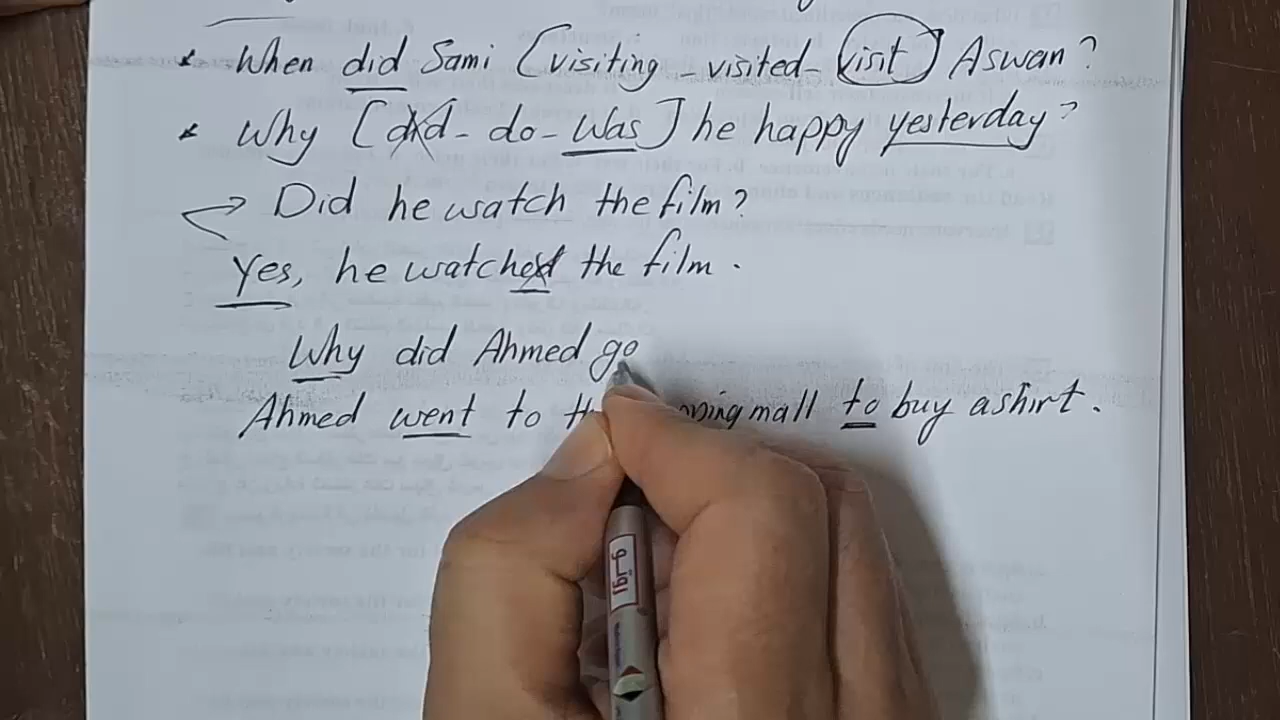 * When did Sami [visiting - visited - visit] Aswan?
* Why [did - do - was] he happy yesterday?
Did he watch the film?
Yes, he watched the film.
Why did Ahmed go
Ahmed went to mall to buy a shirt.